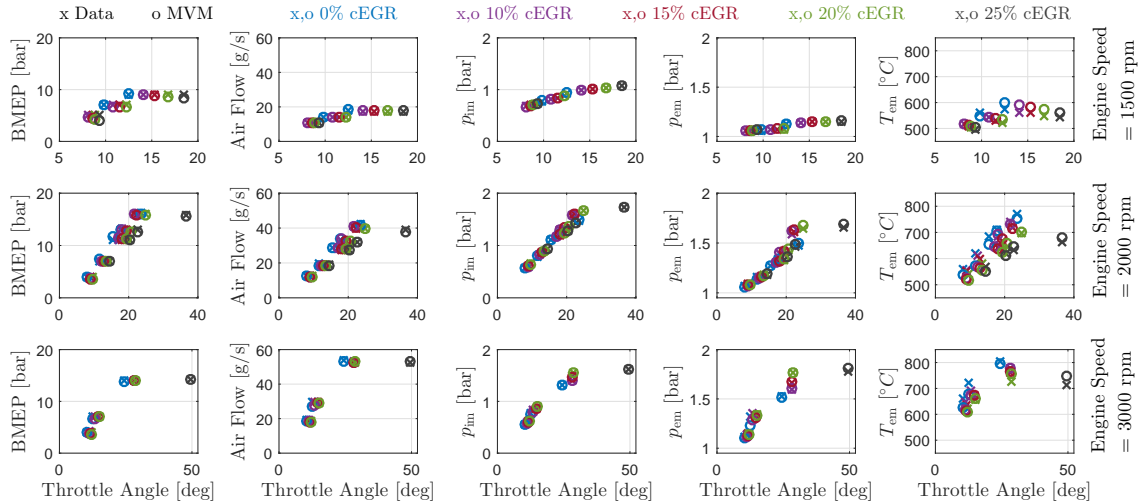 x Data o MVM x,o 0% cEGR x,o 10% cEGR x,o 15% cEGR x,o 20% cEGR x,o 25% cEGR
BMEP [bar]
20
10
0
5 10 15 20
Air Flow [g/s]
60
40
20
0
5 10 15 20
p_im [bar]
2
1
0
5 10 15 20
p_em [bar]
2
1.5
1
5 10 15 20
T_em [°C]
800
700
600
500
5 10 15 20
Engine Speed
= 1500 rpm
BMEP [bar]
20
10
0
0 20 40
Air Flow [g/s]
60
40
20
0
0 20 40
p_im [bar]
2
1
0
0 20 40
p_em [bar]
2
1.5
1
0 20 40
T_em [°C]
800
700
600
500
0 20 40
Engine Speed
= 2000 rpm
BMEP [bar]
20
10
0
0 50
Throttle Angle [deg]
Air Flow [g/s]
60
40
20
0
0 50
Throttle Angle [deg]
p_im [bar]
2
1
0
0 50
Throttle Angle [deg]
p_em [bar]
2
1.5
1
0 50
Throttle Angle [deg]
T_em [°C]
800
700
600
500
0 50
Throttle Angle [deg]
Engine Speed
= 3000 rpm